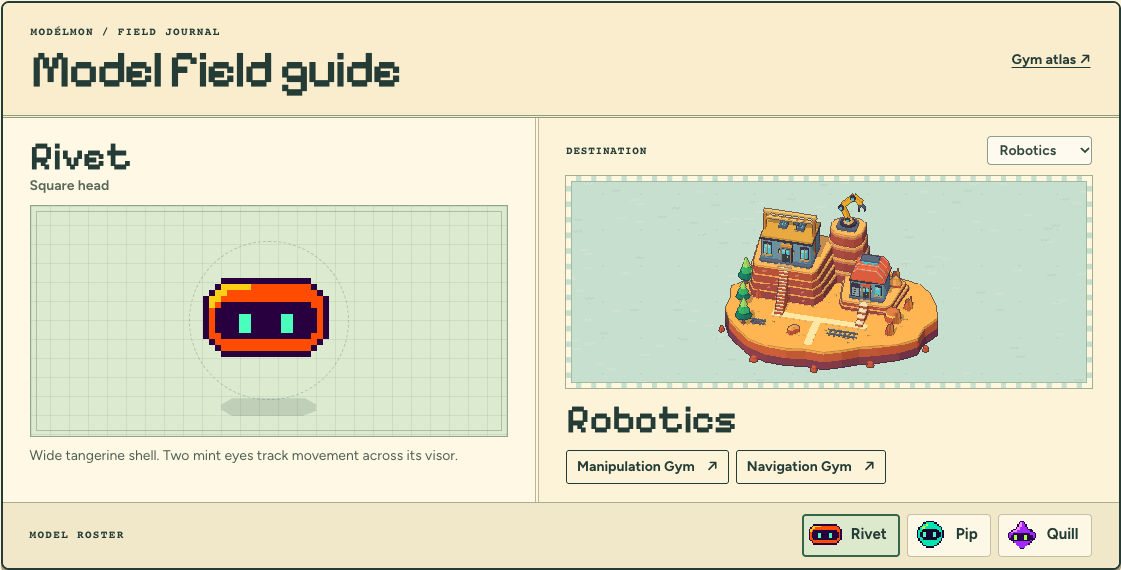 MODÉLMON / FIELD JOURNAL
Model Field guide
Gym atlas ↗
Rivet
Square head
Wide tangerine shell. Two mint eyes track movement across its visor.
DESTINATION
Robotics
Robotics
Manipulation Gym ↗
Navigation Gym ↗
MODEL ROSTER
Rivet
Pip
Quill